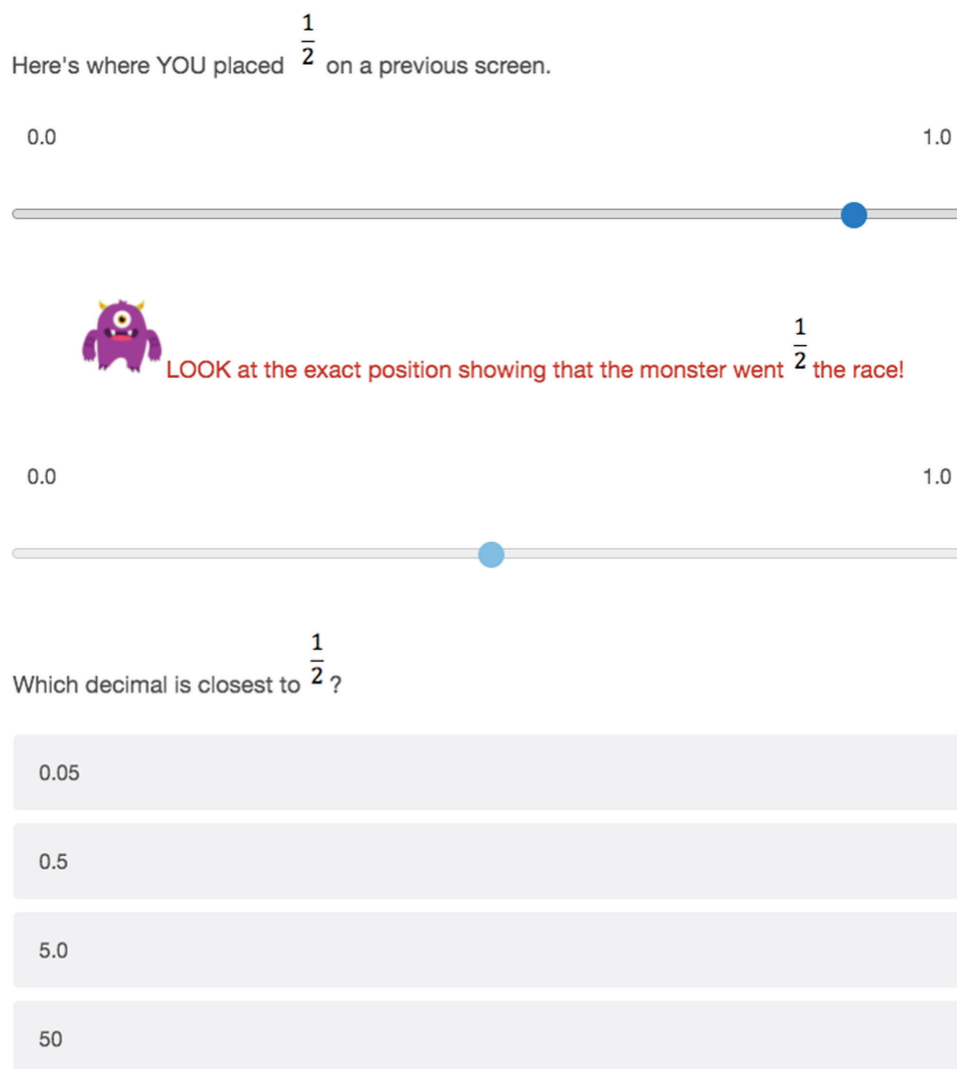 Here's where YOU placed 1/2 on a previous screen.
0.0 1.0
LOOK at the exact position showing that the monster went 1/2 the race!
0.0 1.0
Which decimal is closest to 1/2 ?
0.05
0.5
5.0
50